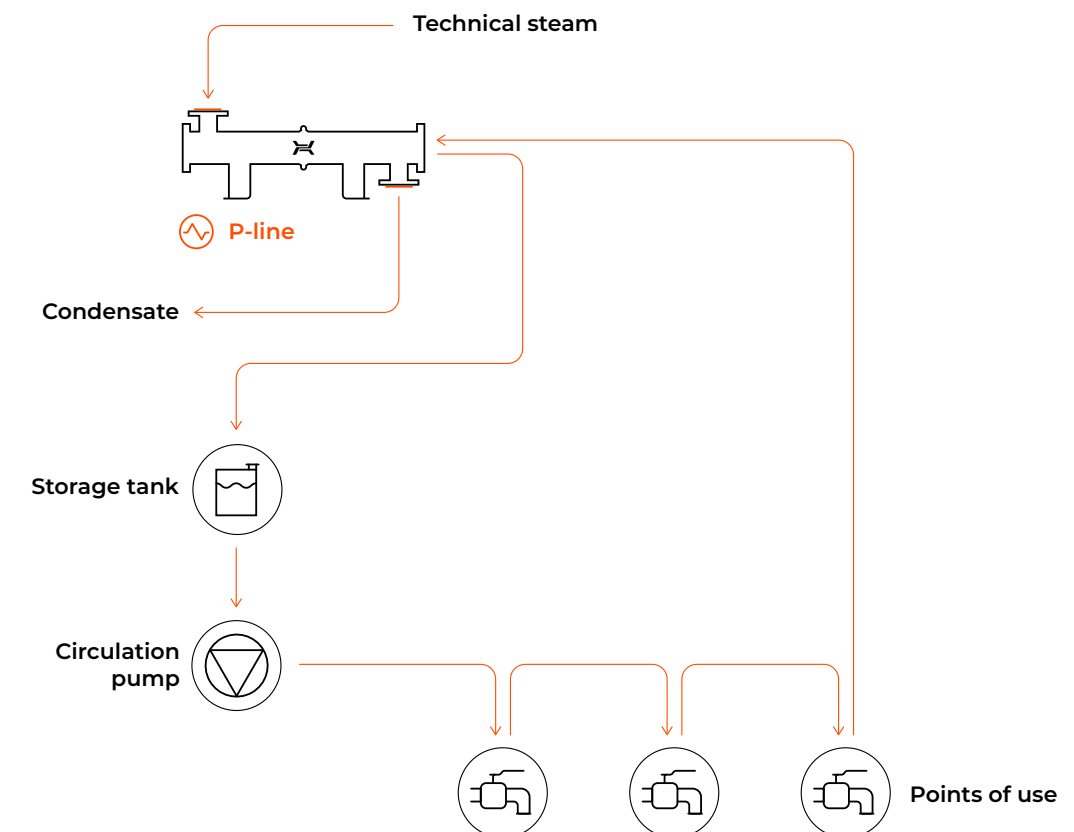 Technical steam
P-line
Condensate
Storage tank
Circulation
pump
Points of use